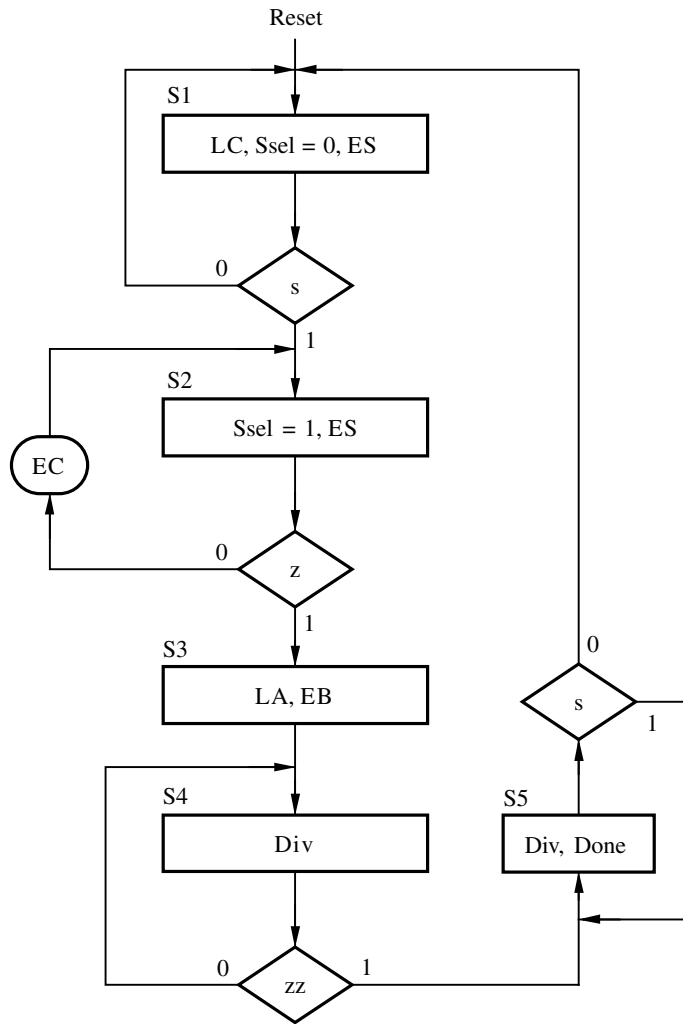 Reset
S1
LC, Ssel = 0, ES
0
s
1
S2
Ssel = 1, ES
EC
0
z
1
S3
LA, EB
0
s
1
S4
Div
S5
Div, Done
0
zz
1